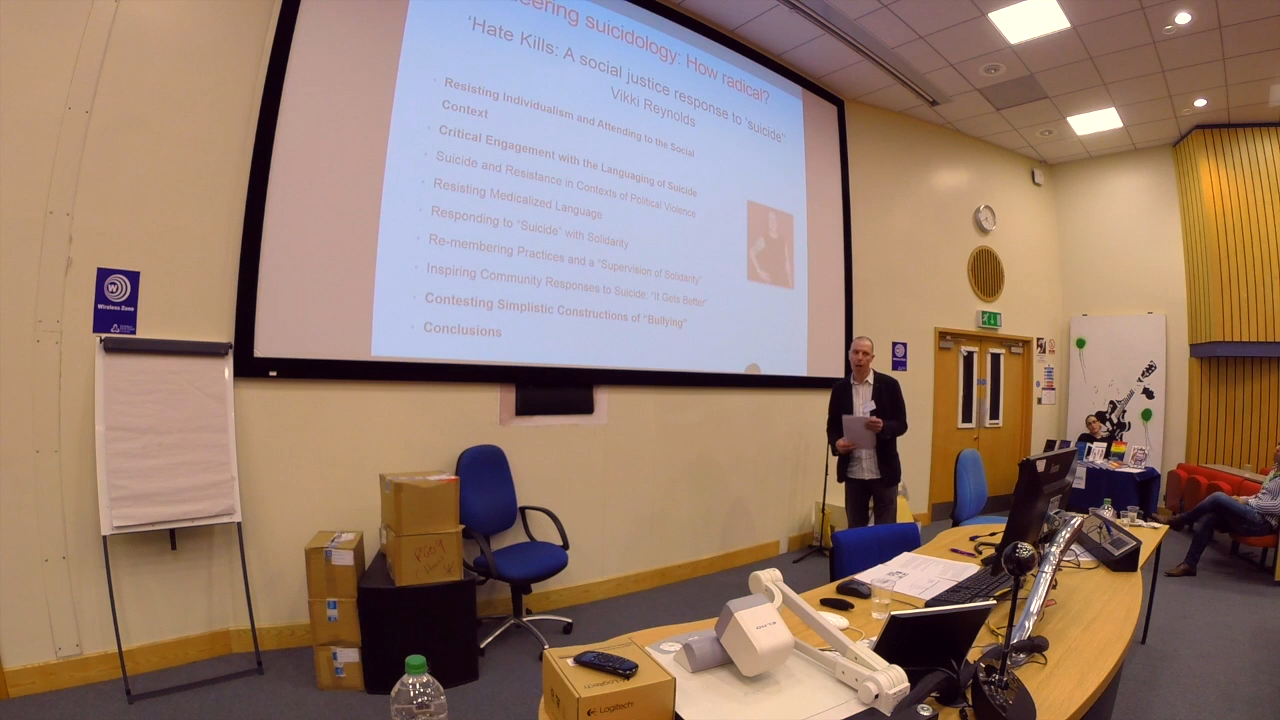 eering suicidology: How radical?
‘Hate Kills: A social justice response to ‘suicide”
Vikki Reynolds
Resisting Individualism and Attending to the Social
Context
Critical Engagement with the Languaging of Suicide
Suicide and Resistance in Contexts of Political Violence
Resisting Medicalized Language
Responding to “Suicide” with Solidarity
Re-membering Practices and a “Supervision of Solidarity”
Inspiring Community Responses to Suicide: “It Gets Better”
Contesting Simplistic Constructions of “Bullying”
Conclusions
W
Wireless Zone
ELMO
Logitech